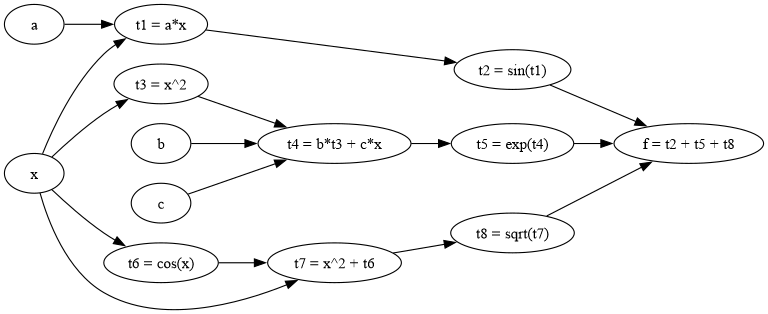 a
t1 = a*x
t2 = sin(t1)
t3 = x^2
b
t4 = b*t3 + c*x
t5 = exp(t4)
f = t2 + t5 + t8
x
c
t8 = sqrt(t7)
t6 = cos(x)
t7 = x^2 + t6